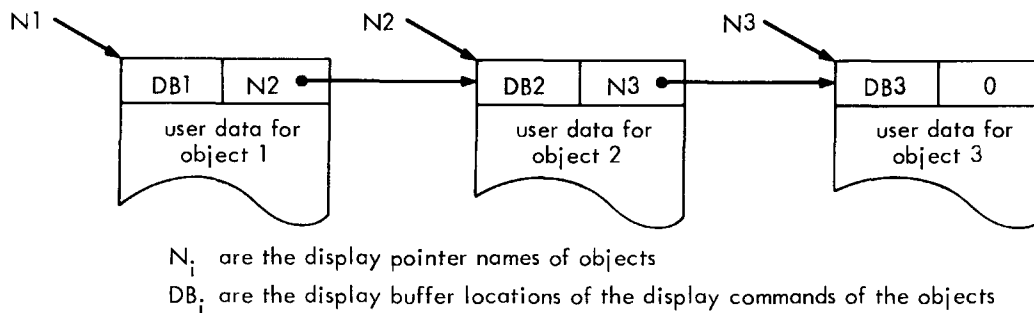 N1
N2
N3
DB1 N2
DB2 N3
DB3 0
user data for
object 1
user data for
object 2
user data for
object 3
Ni are the display pointer names of objects
DBi are the display buffer locations of the display commands of the objects